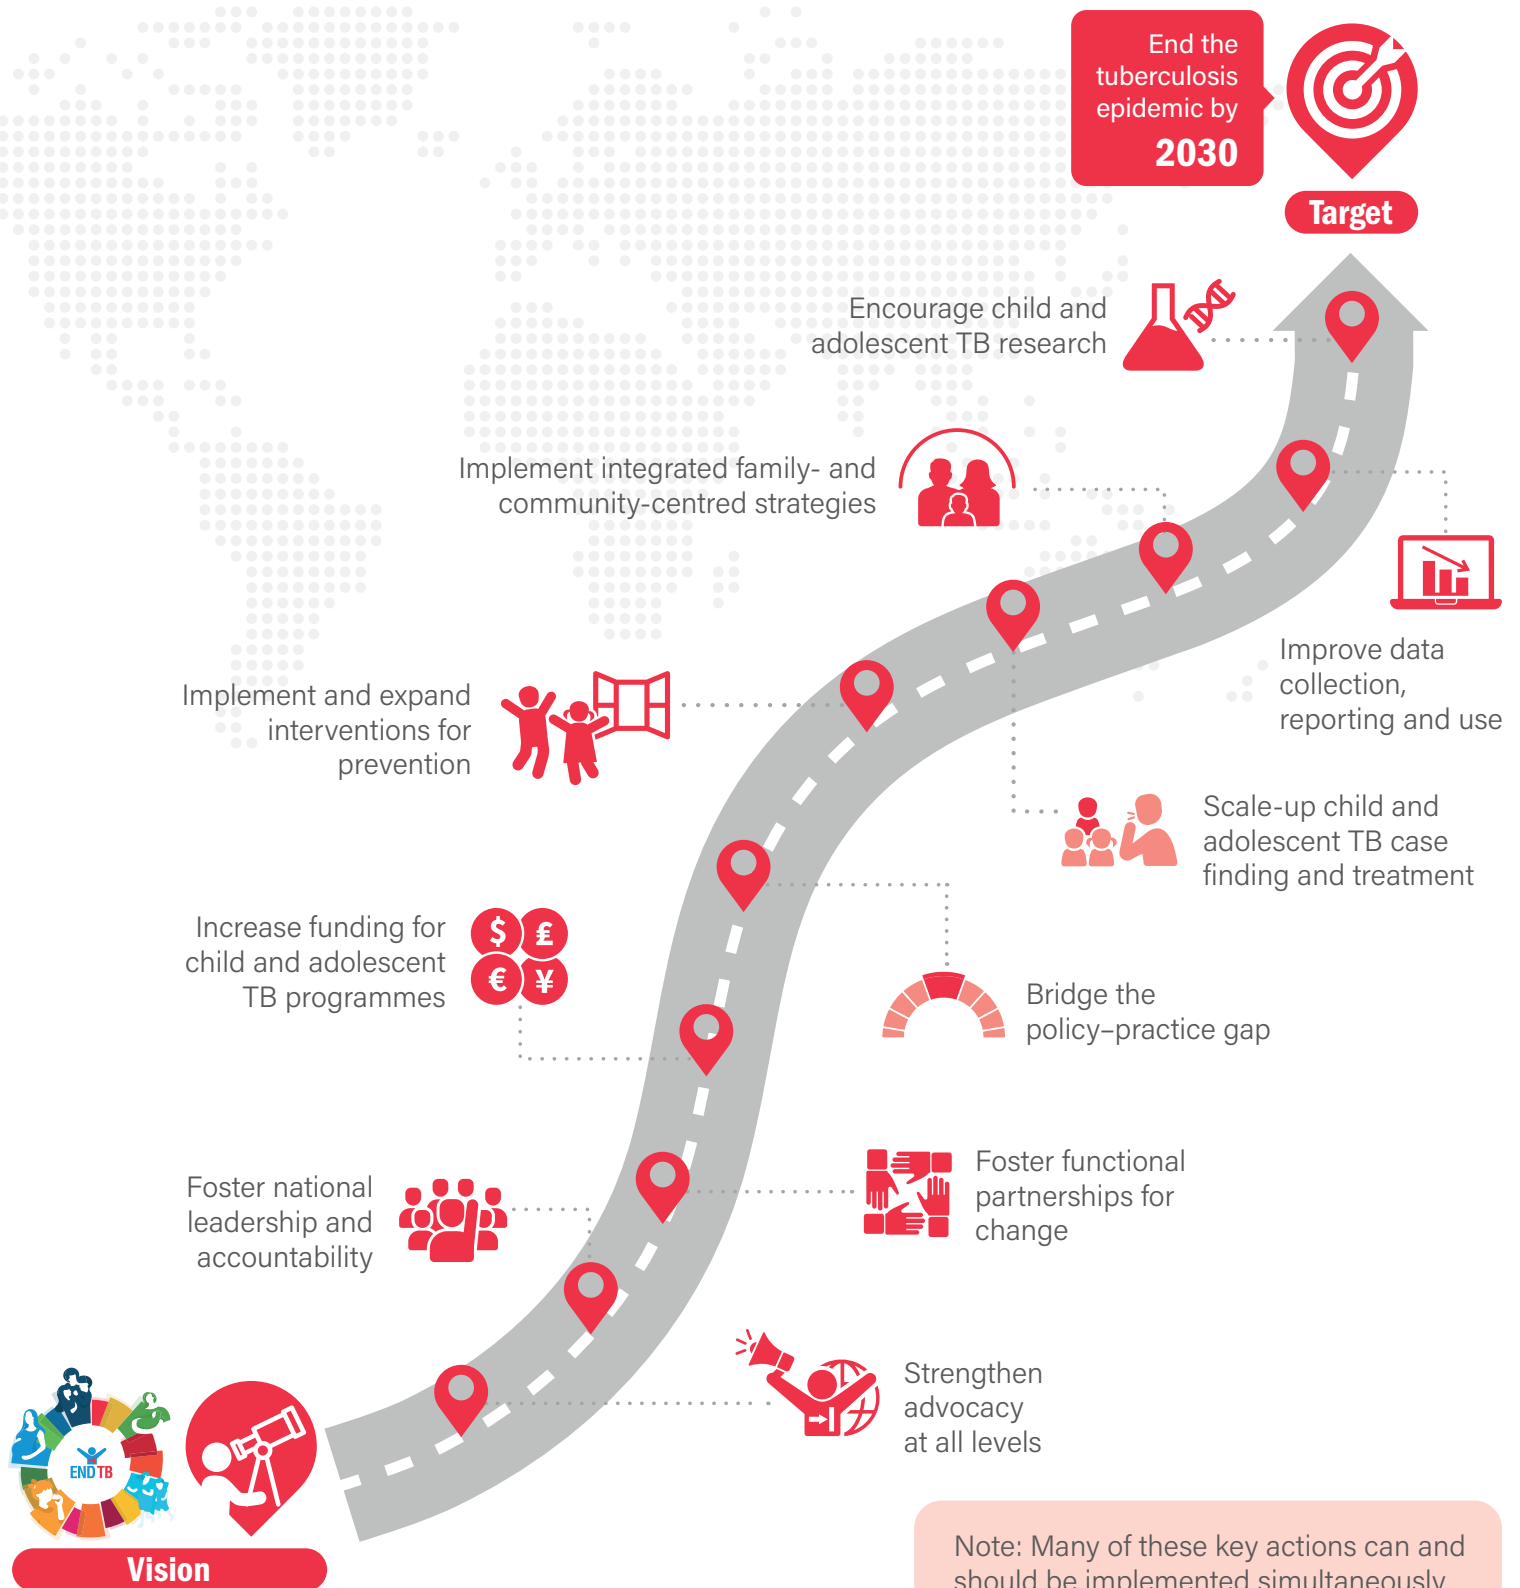 End the
tuberculosis
epidemic by
2030
Target
Encourage child and
adolescent TB research
Implement integrated family- and
community-centred strategies
Improve data
collection,
reporting and use
Implement and expand
interventions for
prevention
Scale-up child and
adolescent TB case
finding and treatment
Increase funding for
child and adolescent
TB programmes
$ £
€ ¥
Bridge the
policy–practice gap
Foster functional
partnerships for
change
Foster national
leadership and
accountability
Strengthen
advocacy
at all levels
END TB
Vision
Note: Many of these key actions can and
should be implemented simultaneously